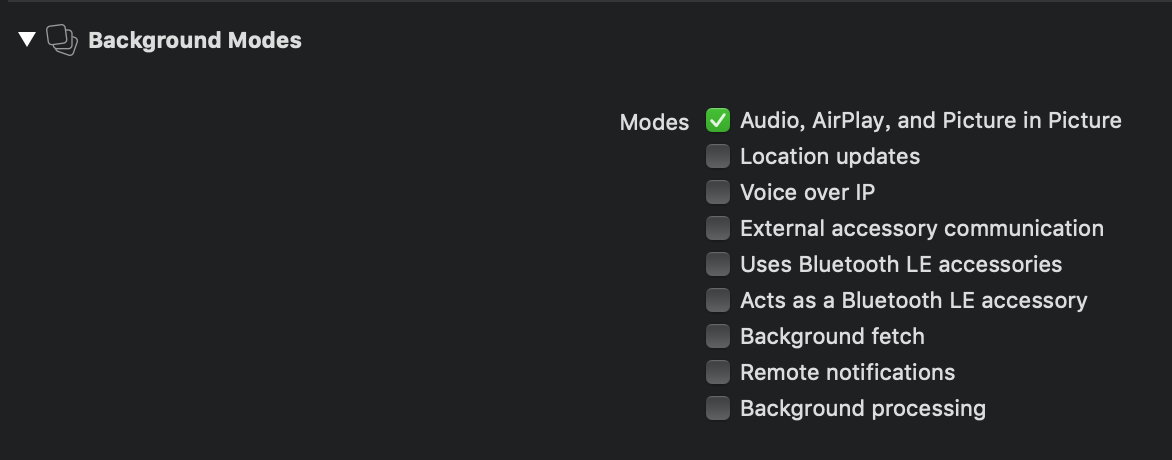 Background Modes
Modes Audio, AirPlay, and Picture in Picture
Location updates
Voice over IP
External accessory communication
Uses Bluetooth LE accessories
Acts as a Bluetooth LE accessory
Background fetch
Remote notifications
Background processing